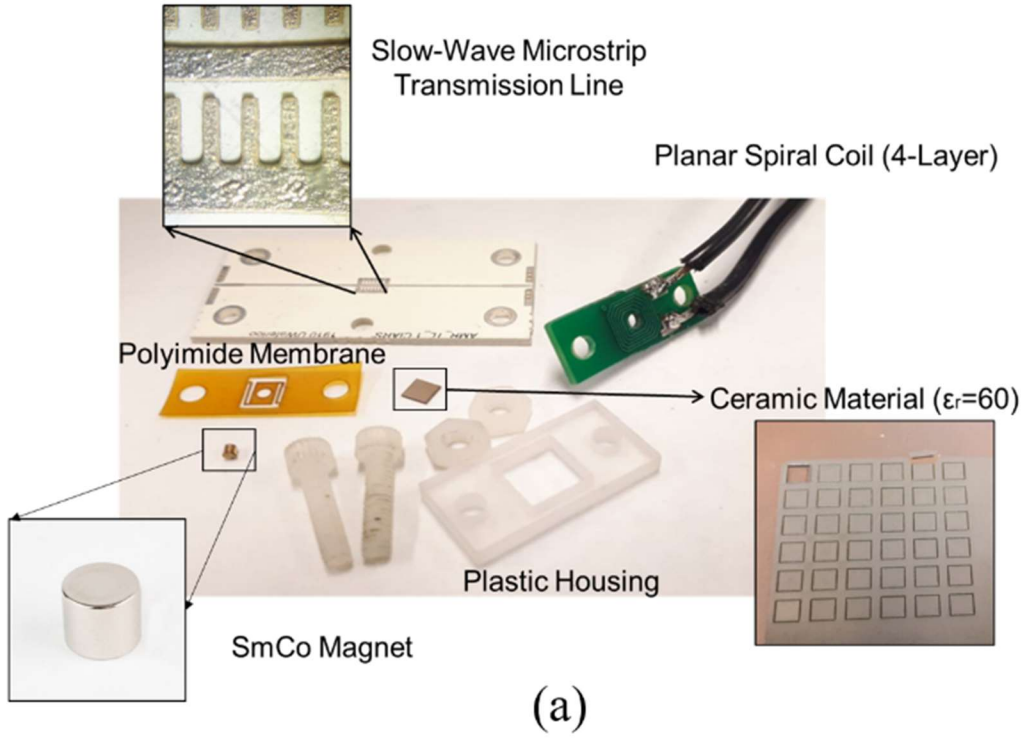 Slow-Wave Microstrip
Transmission Line
Planar Spiral Coil (4-Layer)
Polyimide Membrane
Ceramic Material (εr=60)
Plastic Housing
SmCo Magnet
(a)